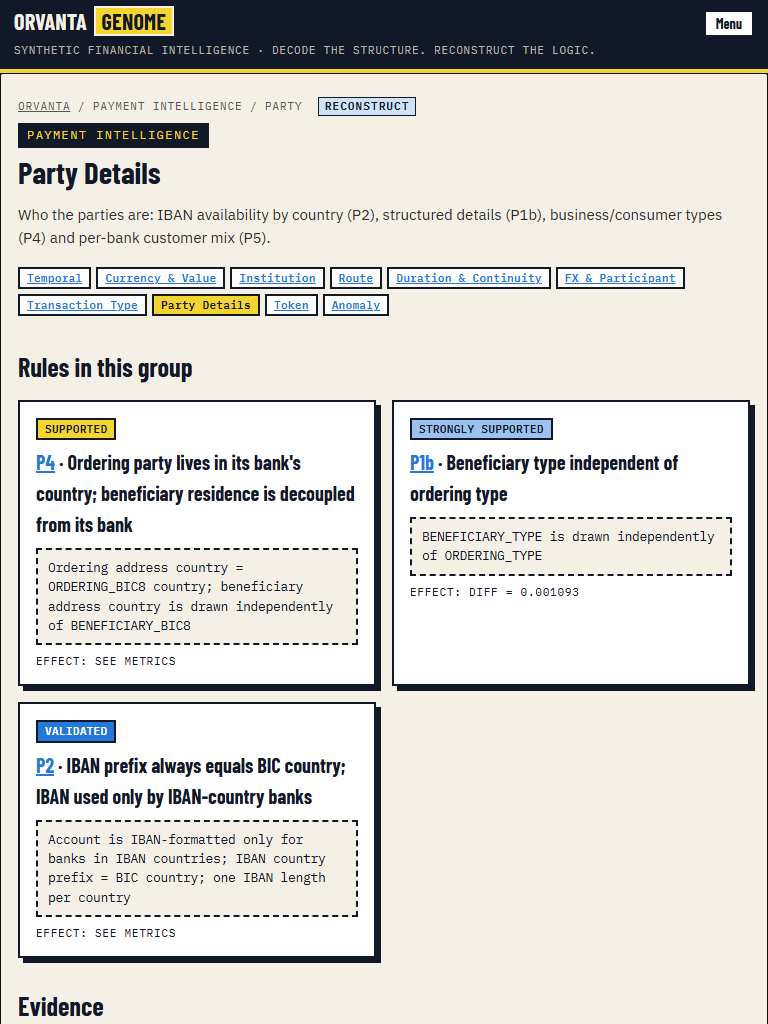 ORVANTA GENOME
Menu
SYNTHETIC FINANCIAL INTELLIGENCE · DECODE THE STRUCTURE. RECONSTRUCT THE LOGIC.
ORVANTA / PAYMENT INTELLIGENCE / PARTY RECONSTRUCT
PAYMENT INTELLIGENCE
Party Details
Who the parties are: IBAN availability by country (P2), structured details (P1b), business/consumer types
(P4) and per-bank customer mix (P5).
Temporal Currency & Value Institution Route Duration & Continuity FX & Participant
Transaction Type Party Details Token Anomaly
Rules in this group
SUPPORTED
P4 · Ordering party lives in its bank's
country; beneficiary residence is decoupled
from its bank
Ordering address country =
ORDERING_BIC8 country; beneficiary
address country is drawn independently
of BENEFICIARY_BIC8
EFFECT: SEE METRICS
STRONGLY SUPPORTED
P1b · Beneficiary type independent of
ordering type
BENEFICIARY_TYPE is drawn independently
of ORDERING_TYPE
EFFECT: DIFF = 0.001093
VALIDATED
P2 · IBAN prefix always equals BIC country;
IBAN used only by IBAN-country banks
Account is IBAN-formatted only for
banks in IBAN countries; IBAN country
prefix = BIC country; one IBAN length
per country
EFFECT: SEE METRICS
Evidence